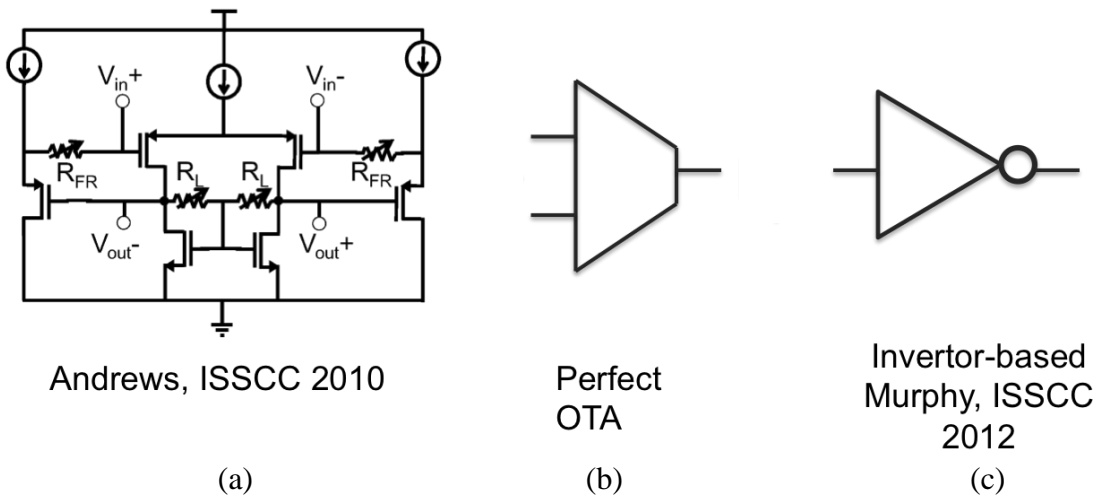 Vin+
Vin-
RFR
RL
RL
RFR
Vout-
Vout+
Andrews, ISSCC 2010
Perfect
OTA
Invertor-based
Murphy, ISSCC
2012
(a)
(b)
(c)